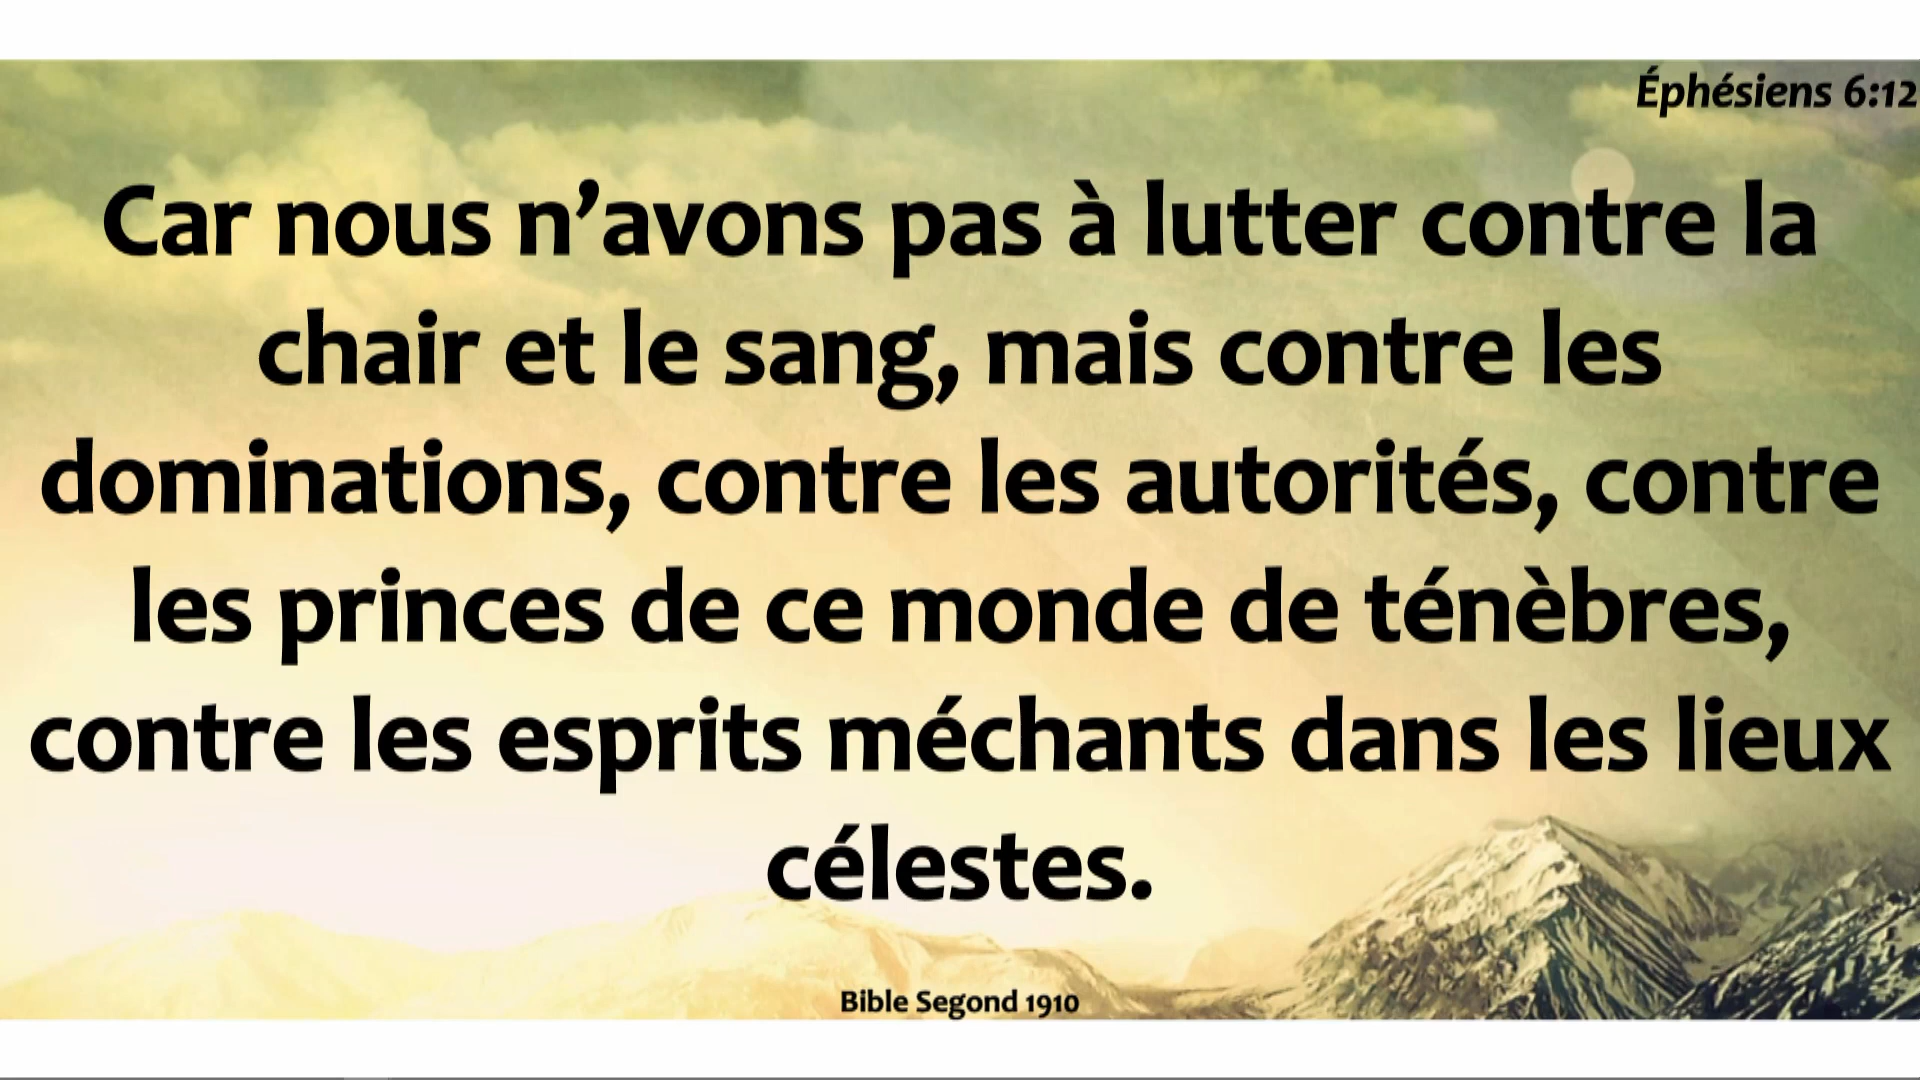 Éphésiens 6:12
Car nous n’avons pas à lutter contre la
chair et le sang, mais contre les
dominations, contre les autorités, contre
les princes de ce monde de ténèbres,
contre les esprits méchants dans les lieux
célestes.
Bible Segond 1910